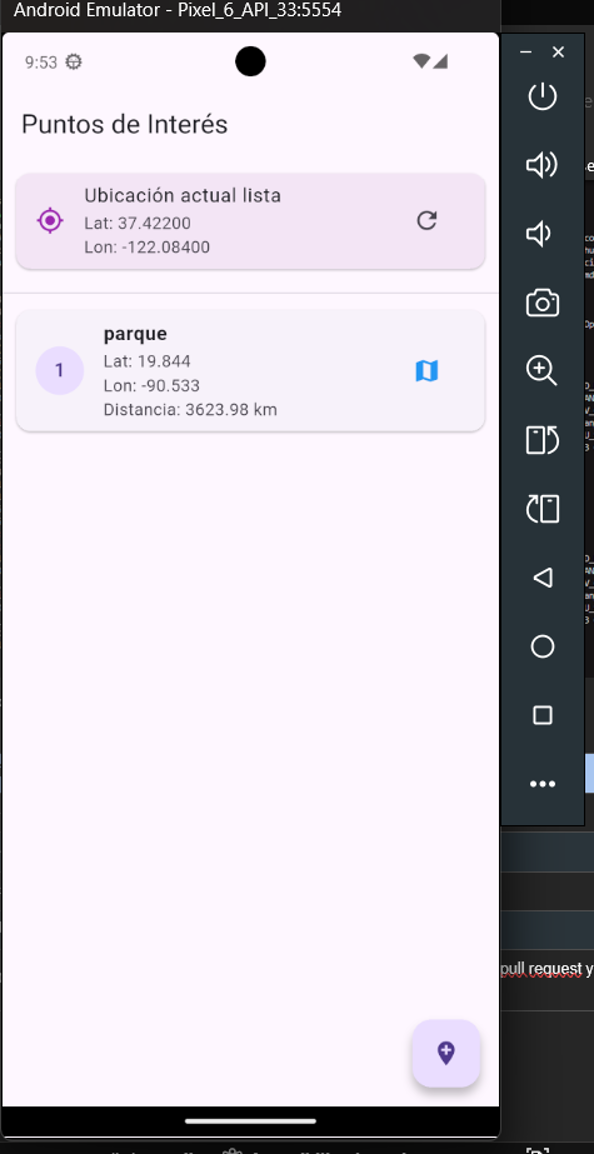 Android Emulator - Pixel_6_API_33:5554
9:53
Puntos de Interés
Ubicación actual lista
Lat: 37.42200
Lon: -122.08400
parque
1
Lat: 19.844
Lon: -90.533
Distancia: 3623.98 km
pull request y